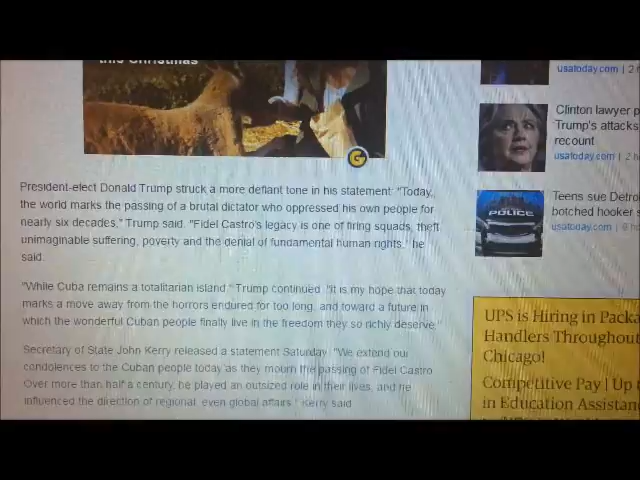 this Christmas
G
President-elect Donald Trump struck a more defiant tone in his statement: "Today,
the world marks the passing of a brutal dictator who oppressed his own people for
nearly six decades," Trump said. "Fidel Castro's legacy is one of firing squads, theft
unimaginable suffering, poverty and the denial of fundamental human rights," he
said.
"While Cuba remains a totalitarian island," Trump continued, "it is my hope that today
marks a move away from the horrors endured for too long, and toward a future in
which the wonderful Cuban people finally live in the freedom they so richly deserve."
Secretary of State John Kerry released a statement Saturday: "We extend our
condolences to the Cuban people today as they mourn the passing of Fidel Castro.
Over more than half a century, he played an outsized role in their lives, and he
influenced the direction of regional, even global affairs," Kerry said.
usatoday.com | 2 h
Clinton lawyer p
Trump's attacks
recount
usatoday.com | 2 h
POLICE
Teens sue Detro
botched hooker s
usatoday.com |
UPS is Hiring in Packa
Handlers Throughout
Chicago!
Competitive Pay | Up t
in Education Assistan